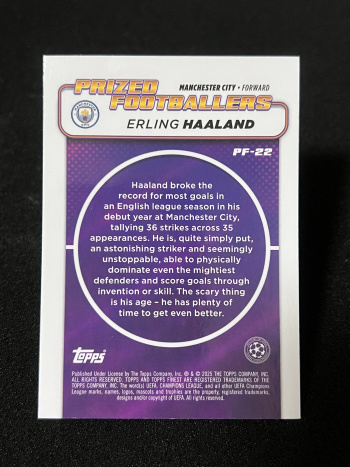 PRIZED
FOOTBALLERS
MANCHESTER CITY • FORWARD
ERLING HAALAND
PF-22
Haaland broke the
record for most goals in
an English league season in his
debut year at Manchester City,
tallying 36 strikes across 35
appearances. He is, quite simply put,
an astonishing striker and seemingly
unstoppable, able to physically
dominate even the mightiest
defenders and score goals through
invention or skill. The scary thing
is his age – he has plenty of
time to get even better.
Topps
Published Under License by The Topps Company, Inc. ® & © 2025 THE TOPPS COMPANY, INC.
ALL RIGHTS RESERVED. TOPPS AND TOPPS FINEST ARE REGISTERED TRADEMARKS OF THE
TOPPS COMPANY, INC. The word(s) UEFA, CHAMPIONS LEAGUE, and all other UEFA Champions
League marks, names, logos, mascots and trophies are the property, registered trademarks,
designs and/or copyright of UEFA. All rights reserved.